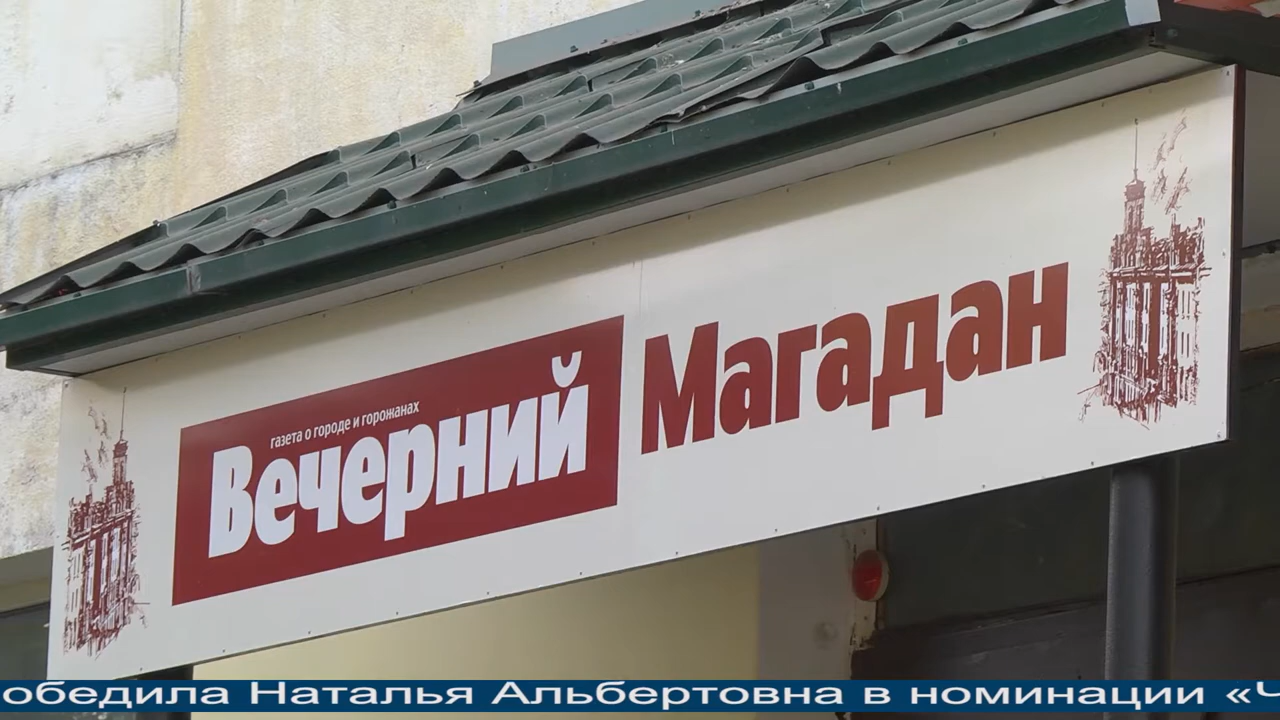 газета о городе и горожанах
Вечерний Магадан
обедила Наталья Альбертовна в номинации «Ч